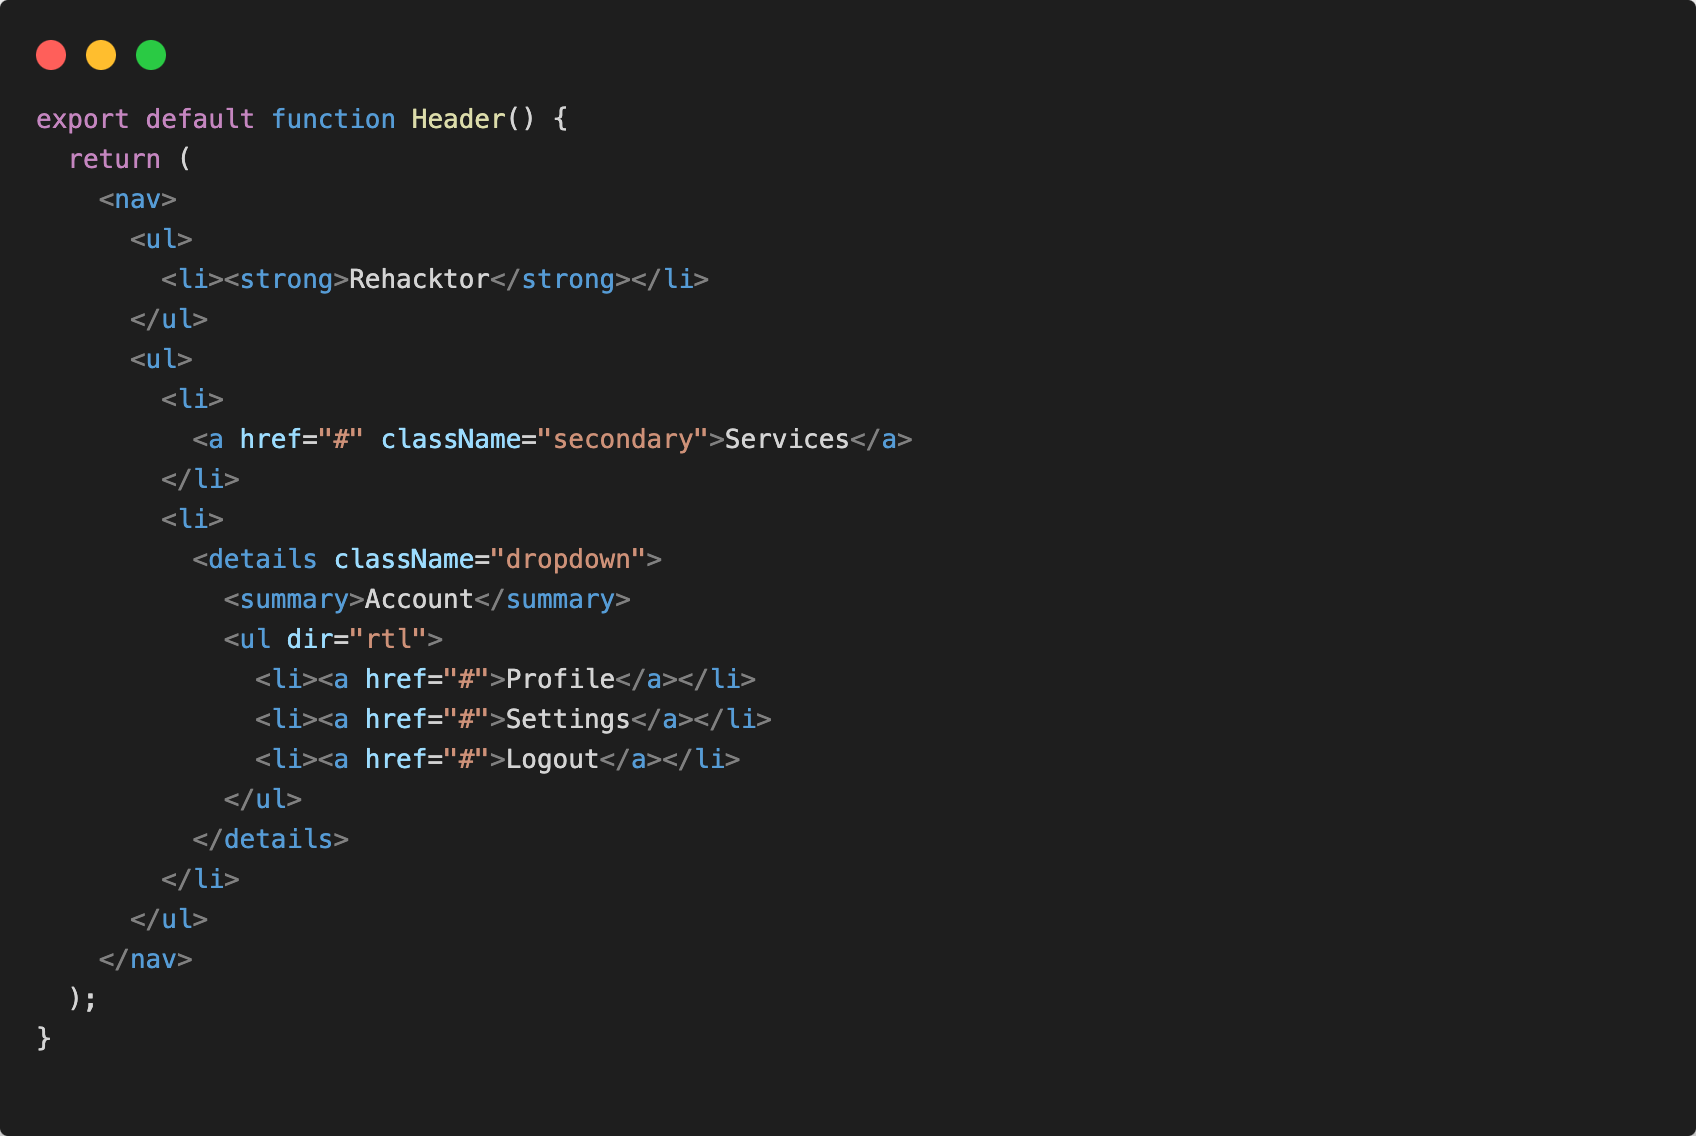 export default function Header() {
  return (
    <nav>
      <ul>
        <li><strong>Rehacktor</strong></li>
      </ul>
      <ul>
        <li>
          <a href="#" className="secondary">Services</a>
        </li>
        <li>
          <details className="dropdown">
            <summary>Account</summary>
            <ul dir="rtl">
              <li><a href="#">Profile</a></li>
              <li><a href="#">Settings</a></li>
              <li><a href="#">Logout</a></li>
            </ul>
          </details>
        </li>
      </ul>
    </nav>
  );
}